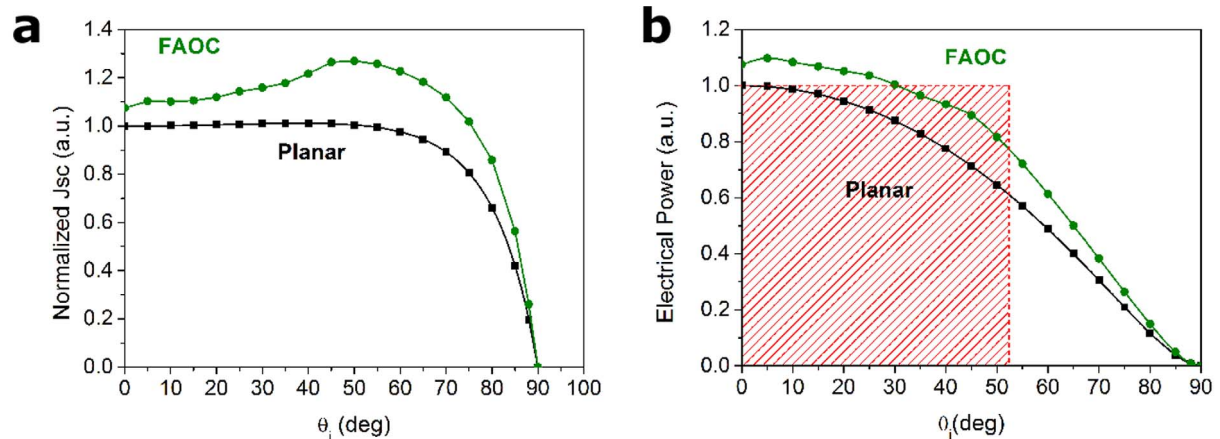 a
FAOC
Planar
Normalized Jsc (a.u.)
1.4
1.2
1.0
0.8
0.6
0.4
0.2
0.0
0 10 20 30 40 50 60 70 80 90 100
θi (deg)
b
FAOC
Planar
Electrical Power (a.u.)
1.2
1.0
0.8
0.6
0.4
0.2
0.0
0 10 20 30 40 50 60 70 80 90
θi(deg)